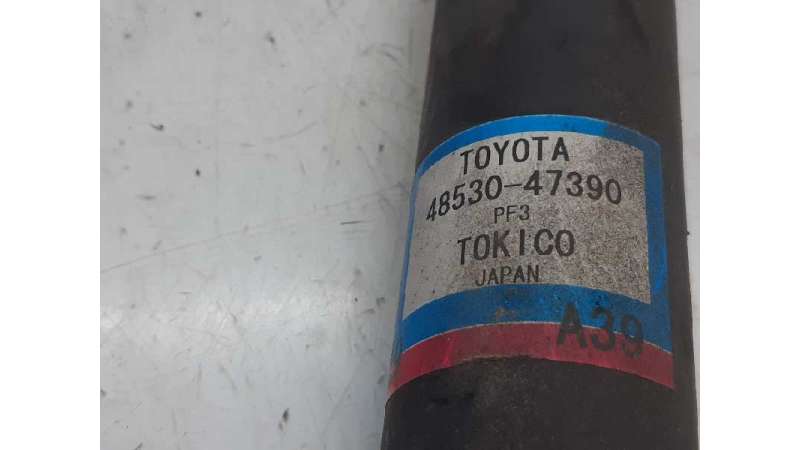 TOYOTA
48530-47390
PF3
TOKICO
JAPAN
A39